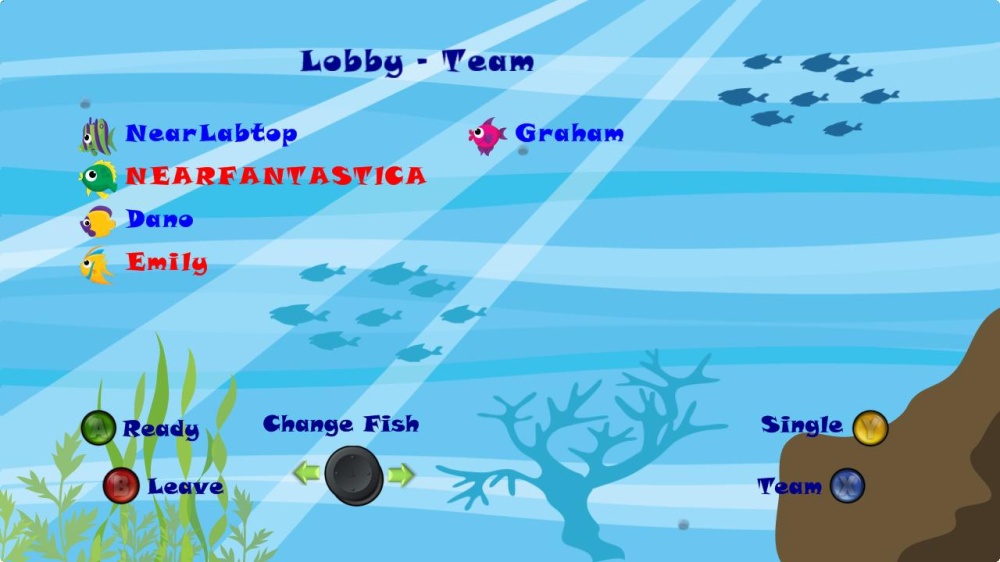 Lobby - Team
NearLabtop
Graham
NEARFANTASTICA
Dano
Emily
Change Fish
A Ready
Single Y
B Leave
Team X